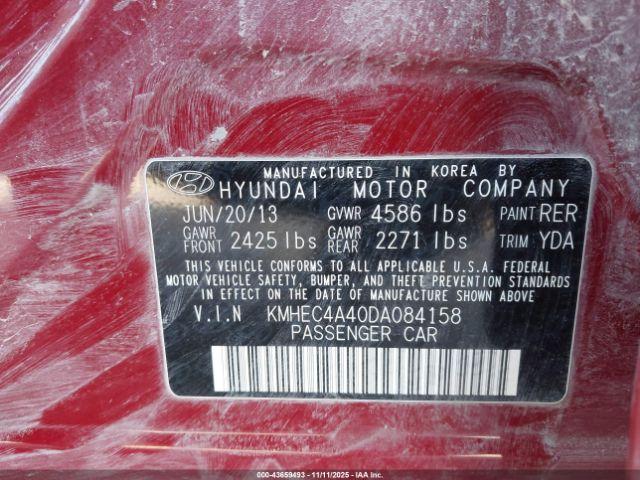 MANUFACTURED IN KOREA BY
HYUNDAI MOTOR COMPANY
JUN/20/13 GVWR 4586 lbs PAINT RER
GAWR FRONT 2425 lbs GAWR REAR 2271 lbs TRIM YDA
THIS VEHICLE CONFORMS TO ALL APPLICABLE U.S.A. FEDERAL
MOTOR VEHICLE SAFETY, BUMPER, AND THEFT PREVENTION STANDARDS
IN EFFECT ON THE DATE OF MANUFACTURE SHOWN ABOVE
V.I.N KMHEC4A40DA084158
PASSENGER CAR
000-43659493 - 11/11/2025 - IAA Inc.